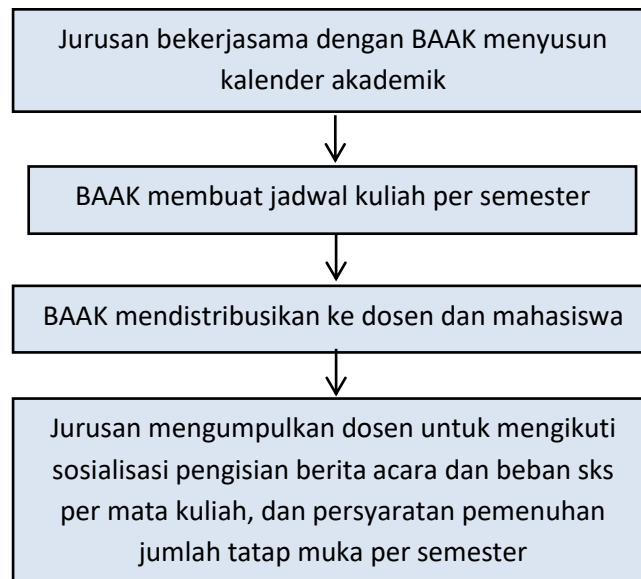 Jurusan bekerjasama dengan BAAK menyusun
kalender akademik
BAAK membuat jadwal kuliah per semester
BAAK mendistribusikan ke dosen dan mahasiswa
Jurusan mengumpulkan dosen untuk mengikuti
sosialisasi pengisian berita acara dan beban sks
per mata kuliah, dan persyaratan pemenuhan
jumlah tatap muka per semester